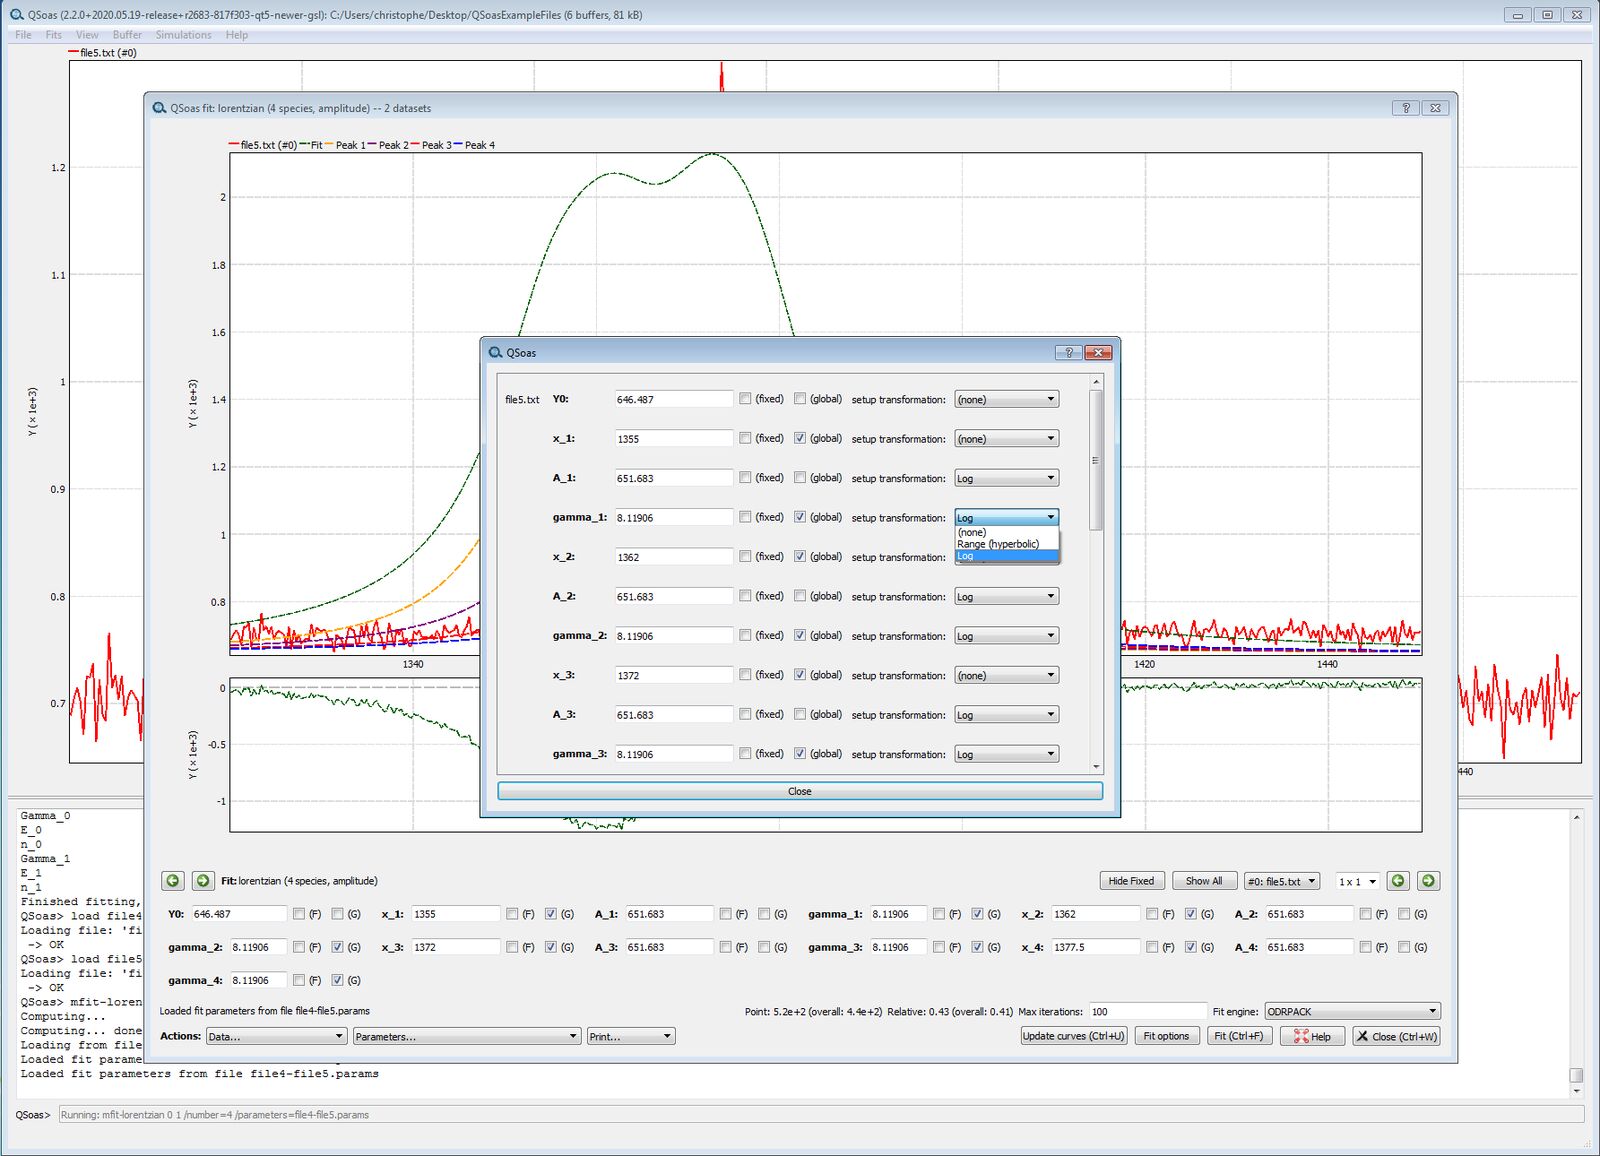 QSoas (2.2.0+2020.05.19-release+r2683-817f303-qt5-newer-gsl): C:/Users/christophe/Desktop/QSoasExampleFiles (6 buffers, 81 kB)
File Fits View Buffer Simulations Help
file5.txt (#0)
QSoas fit: lorentzian (4 species, amplitude) -- 2 datasets
file5.txt (#0) Fit Peak 1 Peak 2 Peak 3 Peak 4
1.2
1.1
1
0.9
0.8
0.7
Y (× 1e+3)
2
1.8
1.6
1.4
1.2
1
0.8
Y (× 1e+3)
1340
1420
1440
0
-0.5
-1
Y (× 1e+3)
440
QSoas
file5.txt Y0: 646.487 (fixed) (global) setup transformation: (none)
x_1: 1355 (fixed) (global) setup transformation: (none)
A_1: 651.683 (fixed) (global) setup transformation: Log
gamma_1: 8.11906 (fixed) (global) setup transformation: Log
(none)
Range (hyperbolic)
Log
x_2: 1362 (fixed) (global) setup transformation:
A_2: 651.683 (fixed) (global) setup transformation: Log
gamma_2: 8.11906 (fixed) (global) setup transformation: Log
x_3: 1372 (fixed) (global) setup transformation: (none)
A_3: 651.683 (fixed) (global) setup transformation: Log
gamma_3: 8.11906 (fixed) (global) setup transformation: Log
Close
Fit: lorentzian (4 species, amplitude) Hide Fixed Show All #0: file5.txt 1 x 1
Y0: 646.487 (F) (G) x_1: 1355 (F) (G) A_1: 651.683 (F) (G) gamma_1: 8.11906 (F) (G) x_2: 1362 (F) (G) A_2: 651.683 (F) (G)
gamma_2: 8.11906 (F) (G) x_3: 1372 (F) (G) A_3: 651.683 (F) (G) gamma_3: 8.11906 (F) (G) x_4: 1377.5 (F) (G) A_4: 651.683 (F) (G)
gamma_4: 8.11906 (F) (G)
Loaded fit parameters from file file4-file5.params Point: 5.2e+2 (overall: 4.4e+2) Relative: 0.43 (overall: 0.41) Max iterations: 100 Fit engine: ODRPACK
Actions: Data... Parameters... Print... Update curves (Ctrl+U) Fit options Fit (Ctrl+F) Help Close (Ctrl+W)
Gamma_0
E_0
n_0
Gamma_1
E_1
n_1
Finished fitting,
QSoas> load file4
Loading file: 'fi
-> OK
QSoas> load file5
Loading file: 'fi
-> OK
QSoas> mfit-loren
Computing...
Computing... done
Loading from file
Loaded fit parame
Loaded fit parameters from file file4-file5.params
QSoas> Running: mfit-lorentzian 0 1 /number=4 /parameters=file4-file5.params